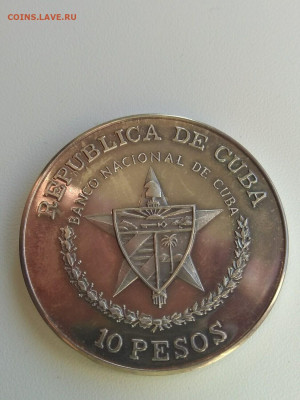 COINS.LAVE.RU
REPUBLICA DE CUBA
BANCO NACIONAL DE CUBA
10 PESOS